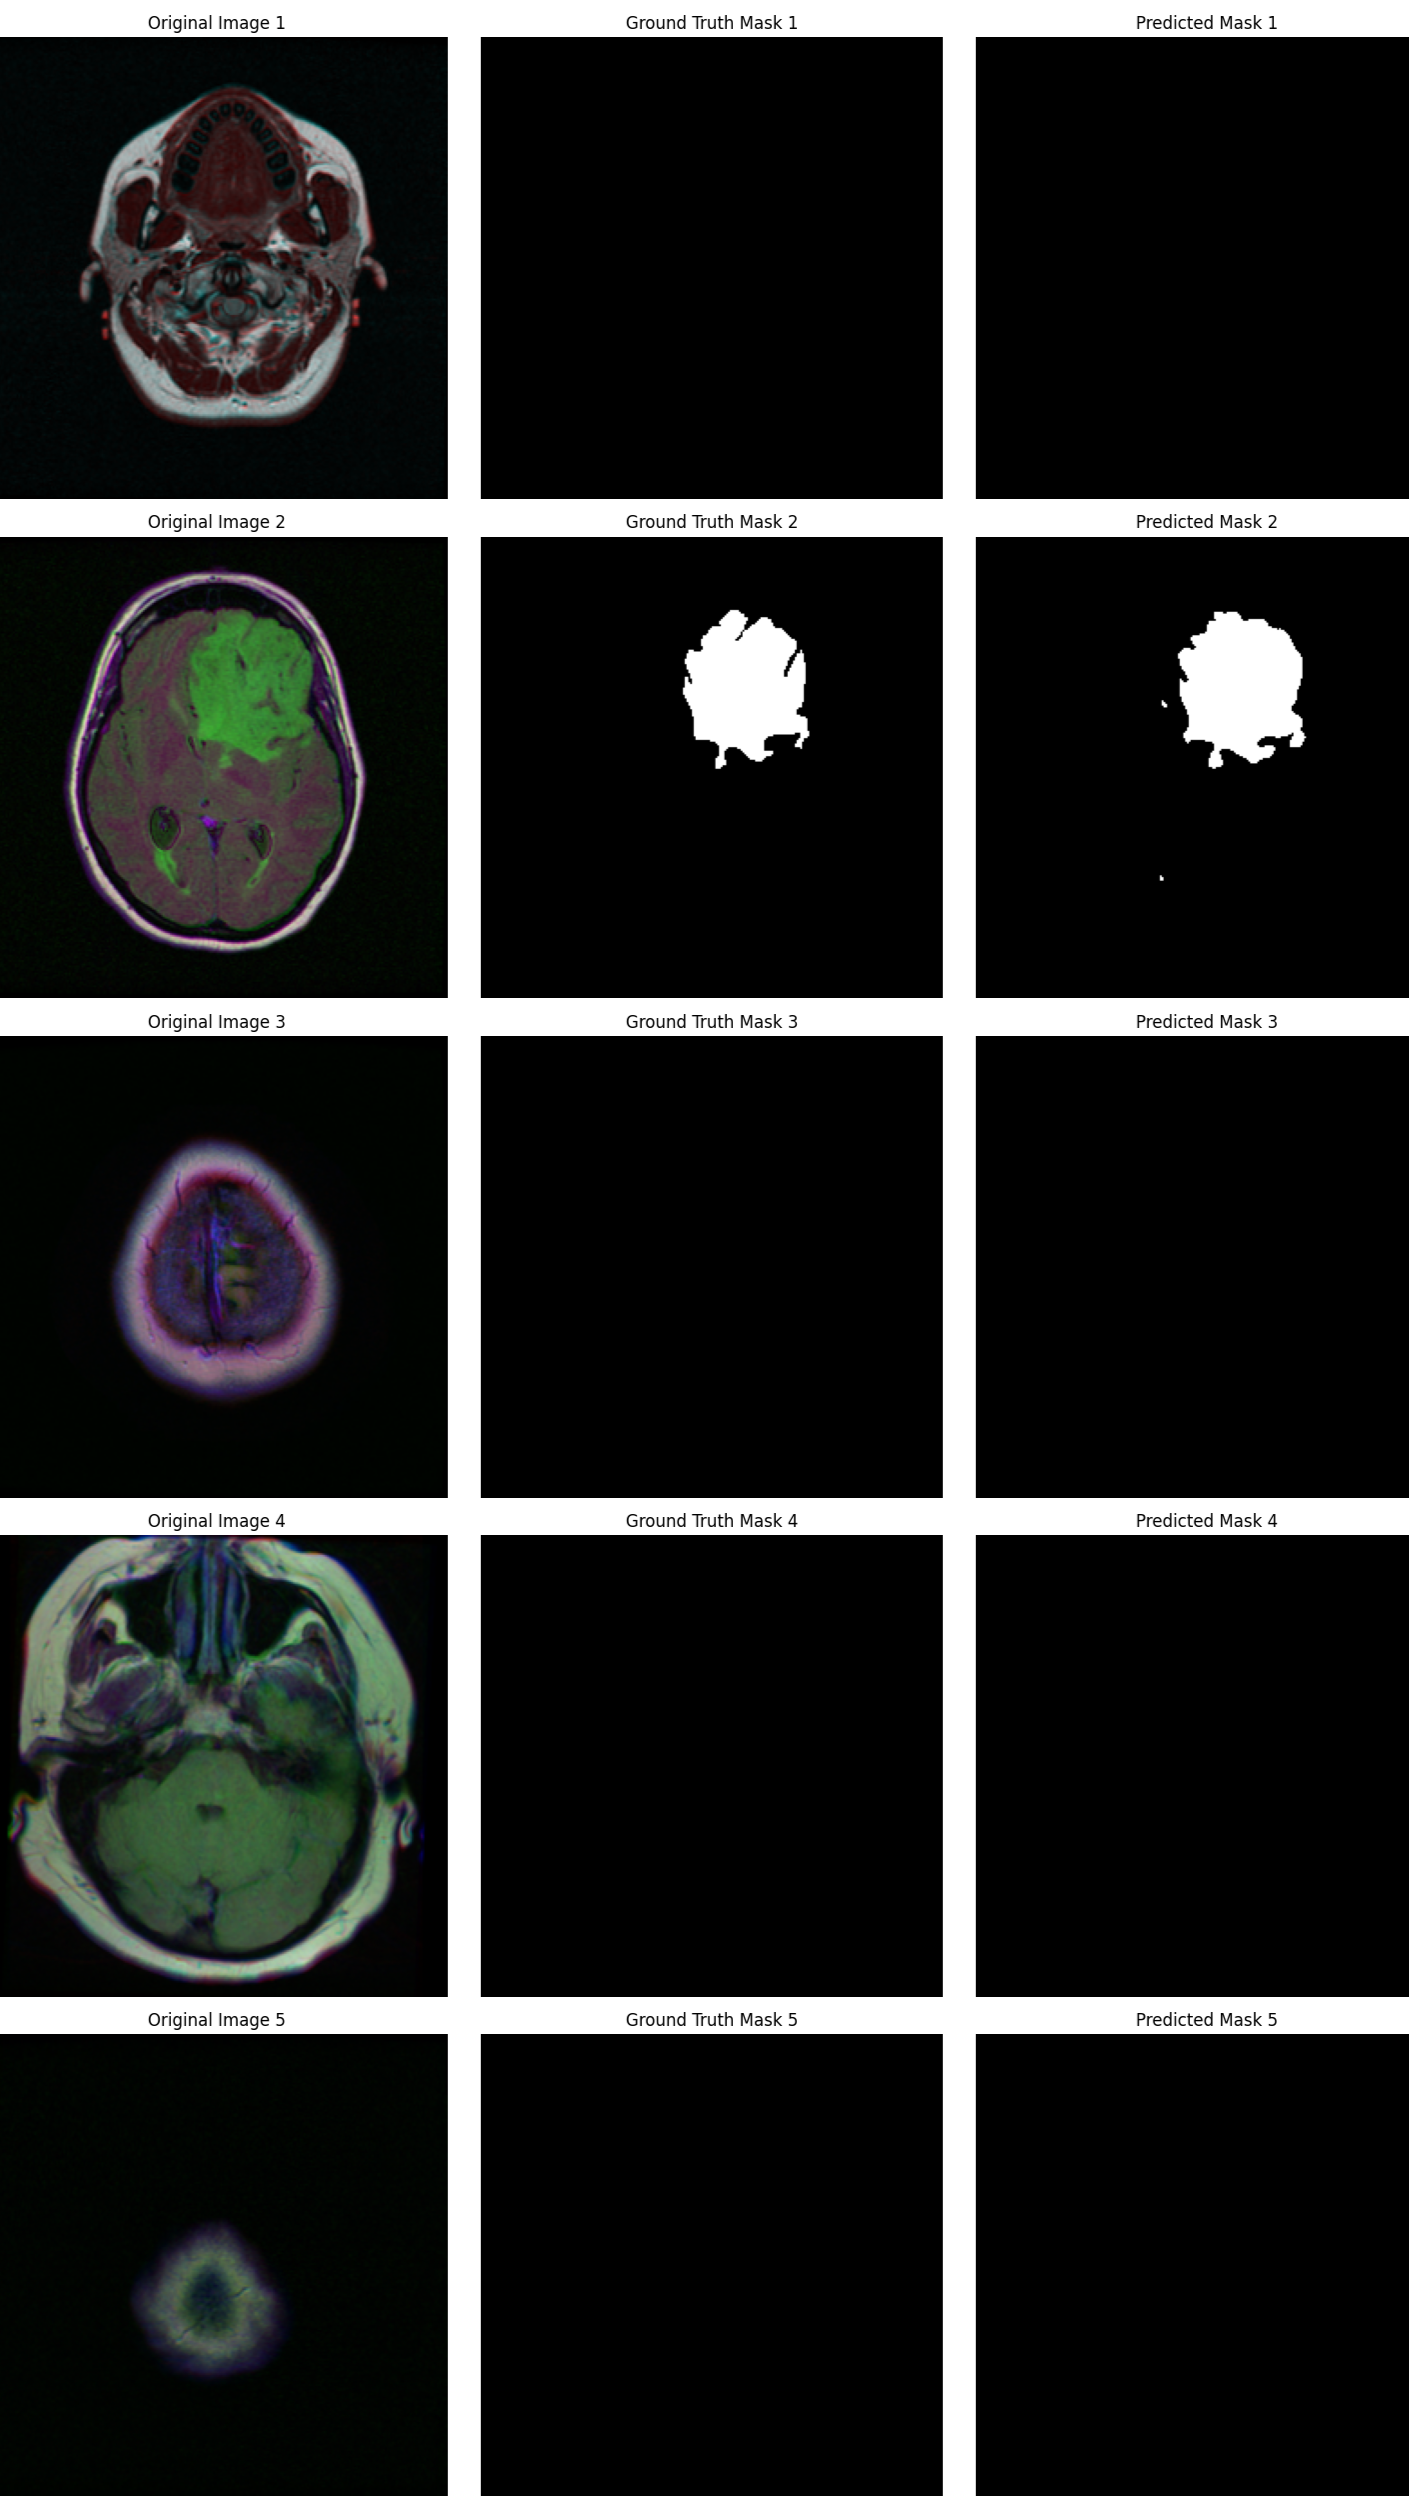 Original Image 1
Ground Truth Mask 1
Predicted Mask 1
Original Image 2
Ground Truth Mask 2
Predicted Mask 2
Original Image 3
Ground Truth Mask 3
Predicted Mask 3
Original Image 4
Ground Truth Mask 4
Predicted Mask 4
Original Image 5
Ground Truth Mask 5
Predicted Mask 5